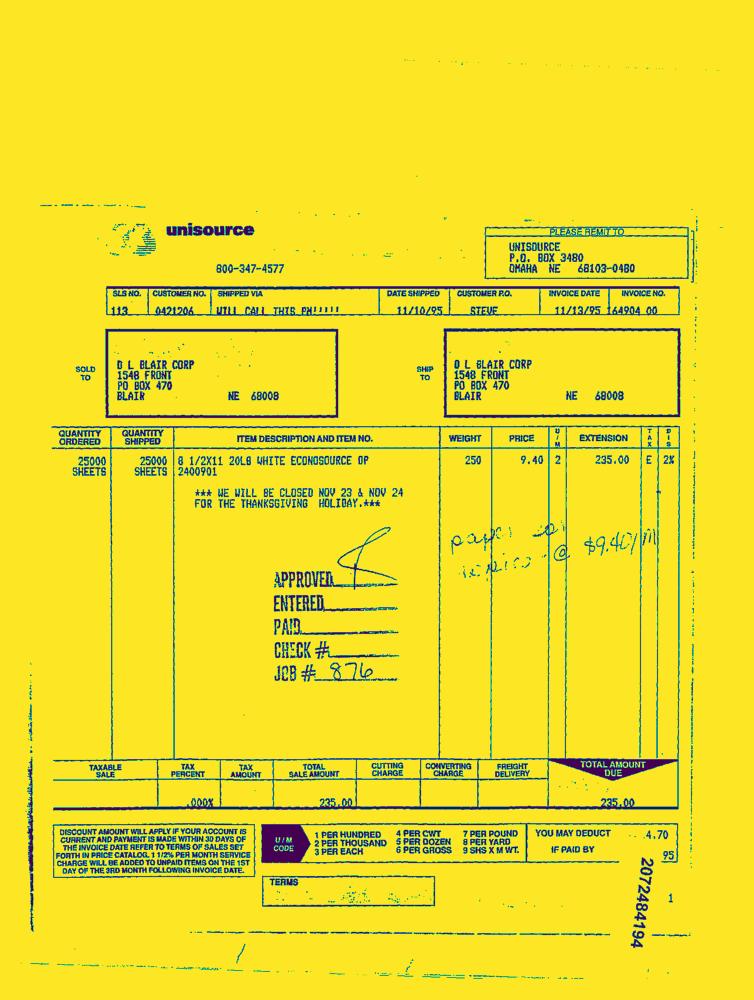 unisource
PLEASE REMIT TO
UNISOURCE
P.O. BOX 3480
OMAHA NE 68103-0480
800-347-4577
SLS NO. CUSTOMER NO. SHIPPED VIA DATE SHIPPED CUSTOMER P.O. INVOICE DATE INVOICE NO.
113 0421206 WILL CALL THIS PM!!!!! 11/10/95 STEVE 11/13/95 164904 00
SOLD TO
D L BLAIR CORP
1548 FRONT
PO BOX 470
BLAIR NE 68008
SHIP TO
D L BLAIR CORP
1548 FRONT
PO BOX 470
BLAIR NE 68008
QUANTITY ORDERED QUANTITY SHIPPED ITEM DESCRIPTION AND ITEM NO. WEIGHT PRICE U/M EXTENSION TAX DIS
25000 25000 8 1/2X11 20LB WHITE ECONOSOURCE DP 250 9.40 2 235.00 E 2%
SHEETS SHEETS 2400901
*** WE WILL BE CLOSED NOV 23 & NOV 24
FOR THE THANKSGIVING HOLIDAY.***
paper
@ $9.40/M
APPROVED
ENTERED
PAID
CHECK #
JOB # 876
TAXABLE SALE TAX PERCENT TAX AMOUNT TOTAL SALE AMOUNT CUTTING CHARGE CONVERTING CHARGE FREIGHT DELIVERY TOTAL AMOUNT DUE
.000% 235.00 235.00
DISCOUNT AMOUNT WILL APPLY IF YOUR ACCOUNT IS
CURRENT AND PAYMENT IS MADE WITHIN 30 DAYS OF
THE INVOICE DATE REFER TO TERMS OF SALES SET
FORTH IN PRICE CATALOG. 1 1/2% PER MONTH SERVICE
CHARGE WILL BE ADDED TO UNPAID ITEMS ON THE 1ST
DAY OF THE 3RD MONTH FOLLOWING INVOICE DATE.
U/M CODE
1 PER HUNDRED 4 PER CWT 7 PER POUND
2 PER THOUSAND 5 PER DOZEN 8 PER YARD
3 PER EACH 6 PER GROSS 9 SHS X M WT.
YOU MAY DEDUCT 4.70
IF PAID BY 95
TERMS
2072484194
1